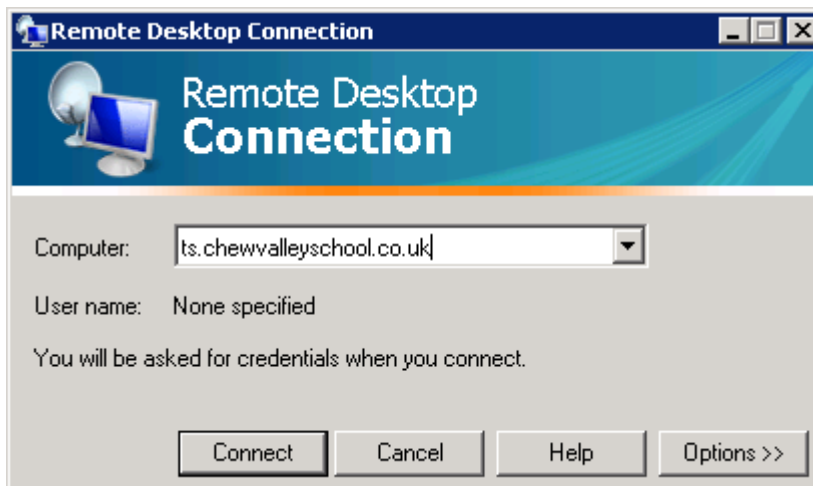 Remote Desktop Connection
Remote Desktop
Connection
Computer: ts.chewvalleyschool.co.uk
User name: None specified
You will be asked for credentials when you connect.
Connect Cancel Help Options >>